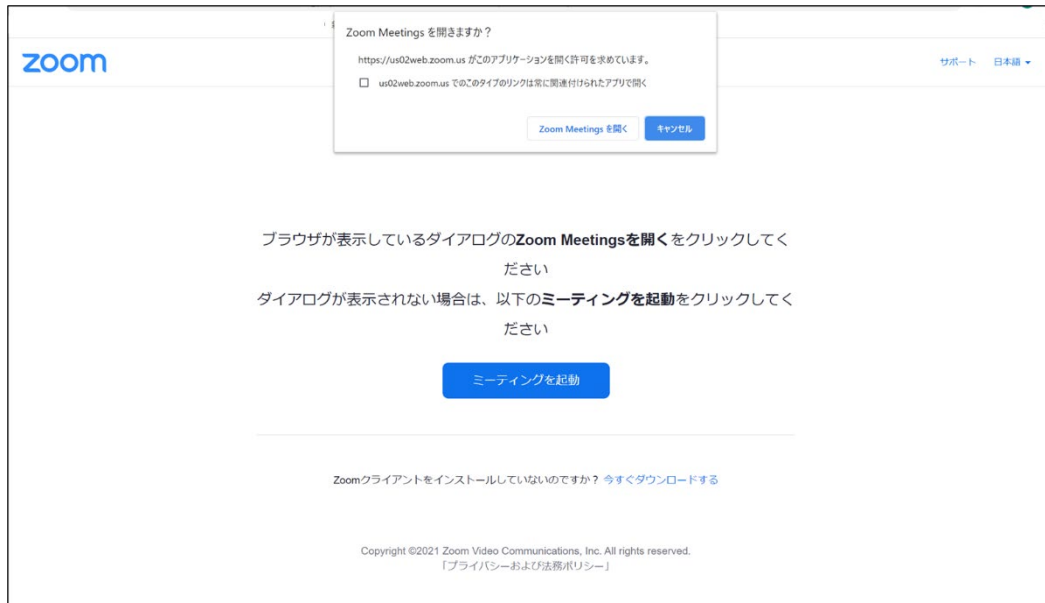 Zoom Meetings を開きますか？
https://us02web.zoom.us がこのアプリケーションを開く許可を求めています。
us02web.zoom.us でのこのタイプのリンクは常に関連付けられたアプリで開く
Zoom Meetings を開く キャンセル
zoom サポート 日本語
ブラウザが表示しているダイアログのZoom Meetingsを開くをクリックしてく
ださい
ダイアログが表示されない場合は、以下のミーティングを起動をクリックしてく
ださい
ミーティングを起動
Zoomクライアントをインストールしていないのですか？ 今すぐダウンロードする
Copyright ©2021 Zoom Video Communications, Inc. All rights reserved.
「プライバシーおよび法務ポリシー」